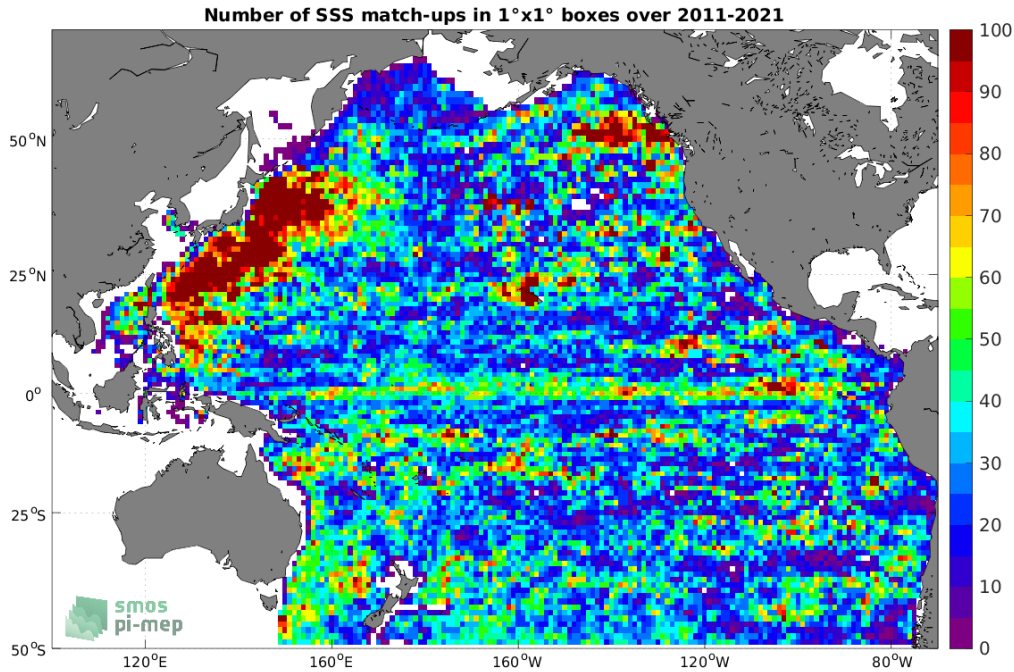 Number of SSS match-ups in 1°x1° boxes over 2011-2021
100
90
80
70
60
50
40
30
20
10
0
50°N
25°N
0°
25°S
50°S
120°E
160°E
160°W
120°W
80°W
smos
pi-mep